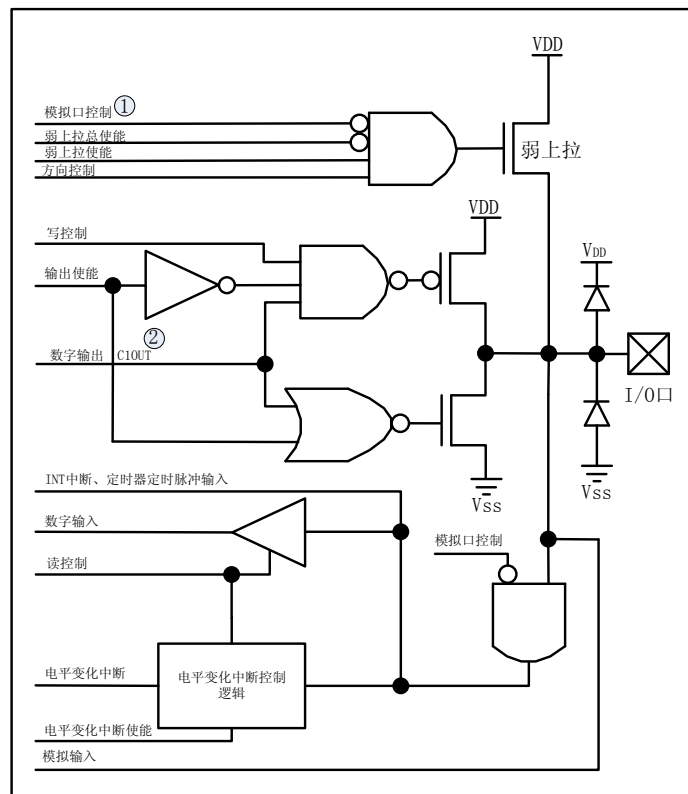 VDD
模拟口控制①
弱上拉总使能
弱上拉使能
方向控制
弱上拉
写控制
VDD
输出使能
VDD
数字输出 C1OUT ②
I/O口
INT中断、定时器定时脉冲输入
Vss
Vss
数字输入
模拟口控制
读控制
电平变化中断
电平变化中断控制
逻辑
电平变化中断使能
模拟输入